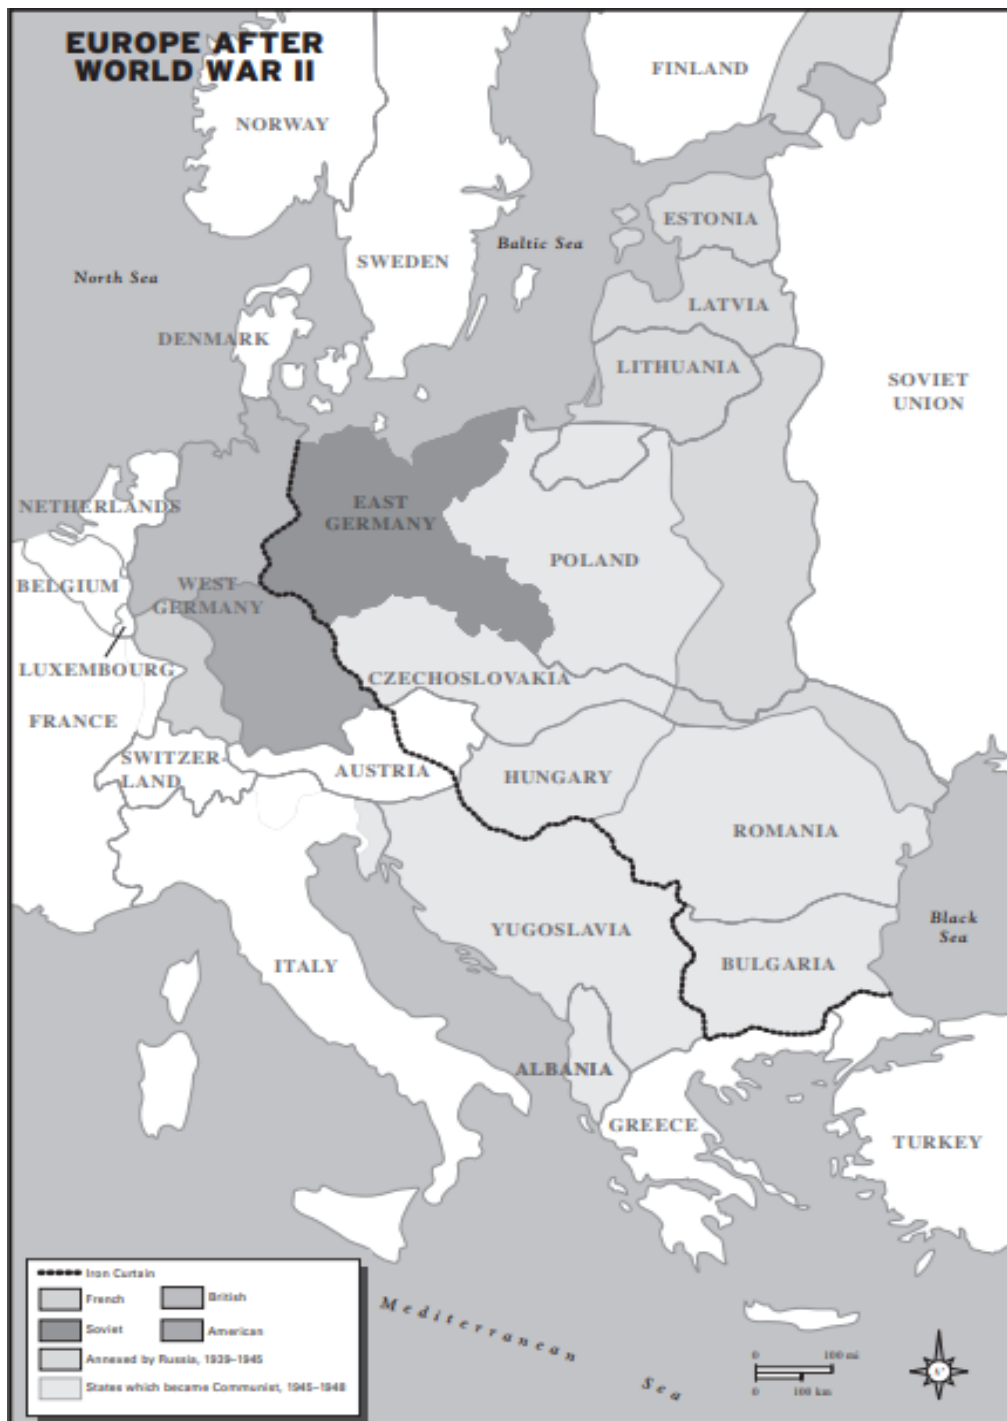 EUROPE AFTER
WORLD WAR II
FINLAND
NORWAY
ESTONIA
Baltic Sea
SWEDEN
North Sea
LATVIA
DENMARK
LITHUANIA
SOVIET
UNION
NETHERLANDS
EAST
GERMANY
POLAND
BELGIUM
WEST
GERMANY
LUXEMBOURG
CZECHOSLOVAKIA
FRANCE
SWITZER-
LAND
AUSTRIA
HUNGARY
ROMANIA
Black
Sea
YUGOSLAVIA
ITALY
BULGARIA
ALBANIA
GREECE
TURKEY
Mediterranean
Sea
Iron Curtain
French
British
Soviet
American
Annexed by Russia, 1939–1945
States which became Communist, 1945–1948
0 100 mi
0 100 km